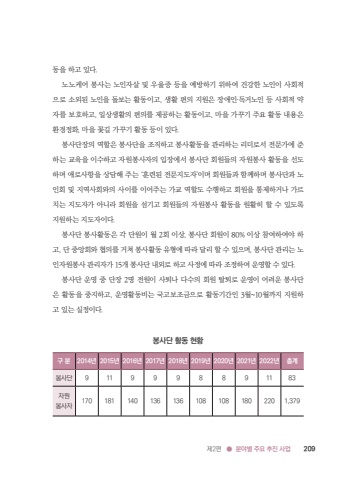 동을 하고 있다.
노노케어 봉사는 노인자살 및 우울증 등을 예방하기 위하여 건강한 노인이 사회적
으로 소외된 노인을 돌보는 활동이고, 생활 편의 지원은 장애인·독거노인 등 사회적 약
자를 보호하고, 일상생활의 편의를 제공하는 활동이고, 마을 가꾸기 주요 활동 내용은
환경정화, 마을 꽃길 가꾸기 활동 등이 있다.
봉사단장의 역할은 봉사단을 조직하고 봉사활동을 관리하는 리더로서 전문가에 준
하는 교육을 이수하고 자원봉사자의 입장에서 봉사단 회원들의 자원봉사 활동을 선도
하며 애로사항을 상담해 주는 '훈련된 전문지도자'이며 회원들과 함께하며 봉사단과 노
인회 및 지역사회와의 사이를 이어주는 가교 역할도 수행하고 회원을 통제하거나 가르
치는 지도자가 아니라 회원을 섬기고 회원들의 자원봉사 활동을 원활히 할 수 있도록
지원하는 지도자이다.
봉사단 봉사활동은 각 단원이 월 2회 이상, 봉사단 회원이 80% 이상 참여하여야 하
고, 단 중앙회와 협의를 거쳐 봉사활동 유형에 따라 달리 할 수 있으며, 봉사단 관리는 노
인자원봉사 관리자가 15개 봉사단 내외로 하고 사정에 따라 조정하여 운영할 수 있다.
봉사단 운영 중 단장 2명 전원이 사퇴나 다수의 회원 탈퇴로 운영이 어려운 봉사단
은 활동을 중지하고, 운영활동비는 국고보조금으로 활동기간인 3월~10월까지 지원하
고 있는 실정이다.
봉사단 활동 현황
구 분 2014년 2015년 2016년 2017년 2018년 2019년 2020년 2021년 2022년 총계
봉사단 9 11 9 9 9 8 8 9 11 83
자원
봉사자 170 181 140 136 136 108 108 180 220 1,379
제2편 ● 분야별 주요 추진 사업 209